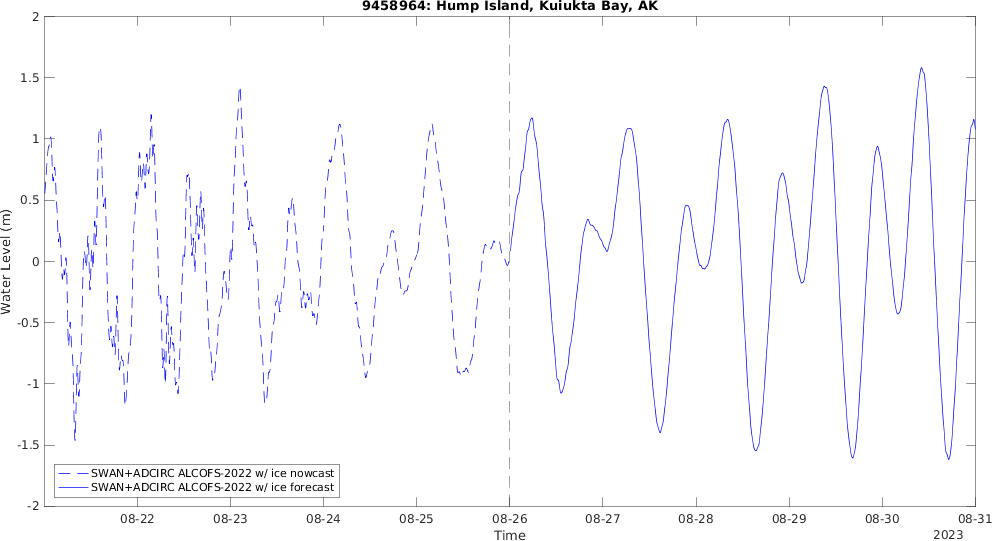 9458964: Hump Island, Kuiukta Bay, AK
2
1.5
1
0.5
0
-0.5
-1
-1.5
-2
Water Level (m)
SWAN+ADCIRC ALCOFS-2022 w/ ice nowcast
SWAN+ADCIRC ALCOFS-2022 w/ ice forecast
08-22 08-23 08-24 08-25 08-26 08-27 08-28 08-29 08-30 08-31
Time
2023